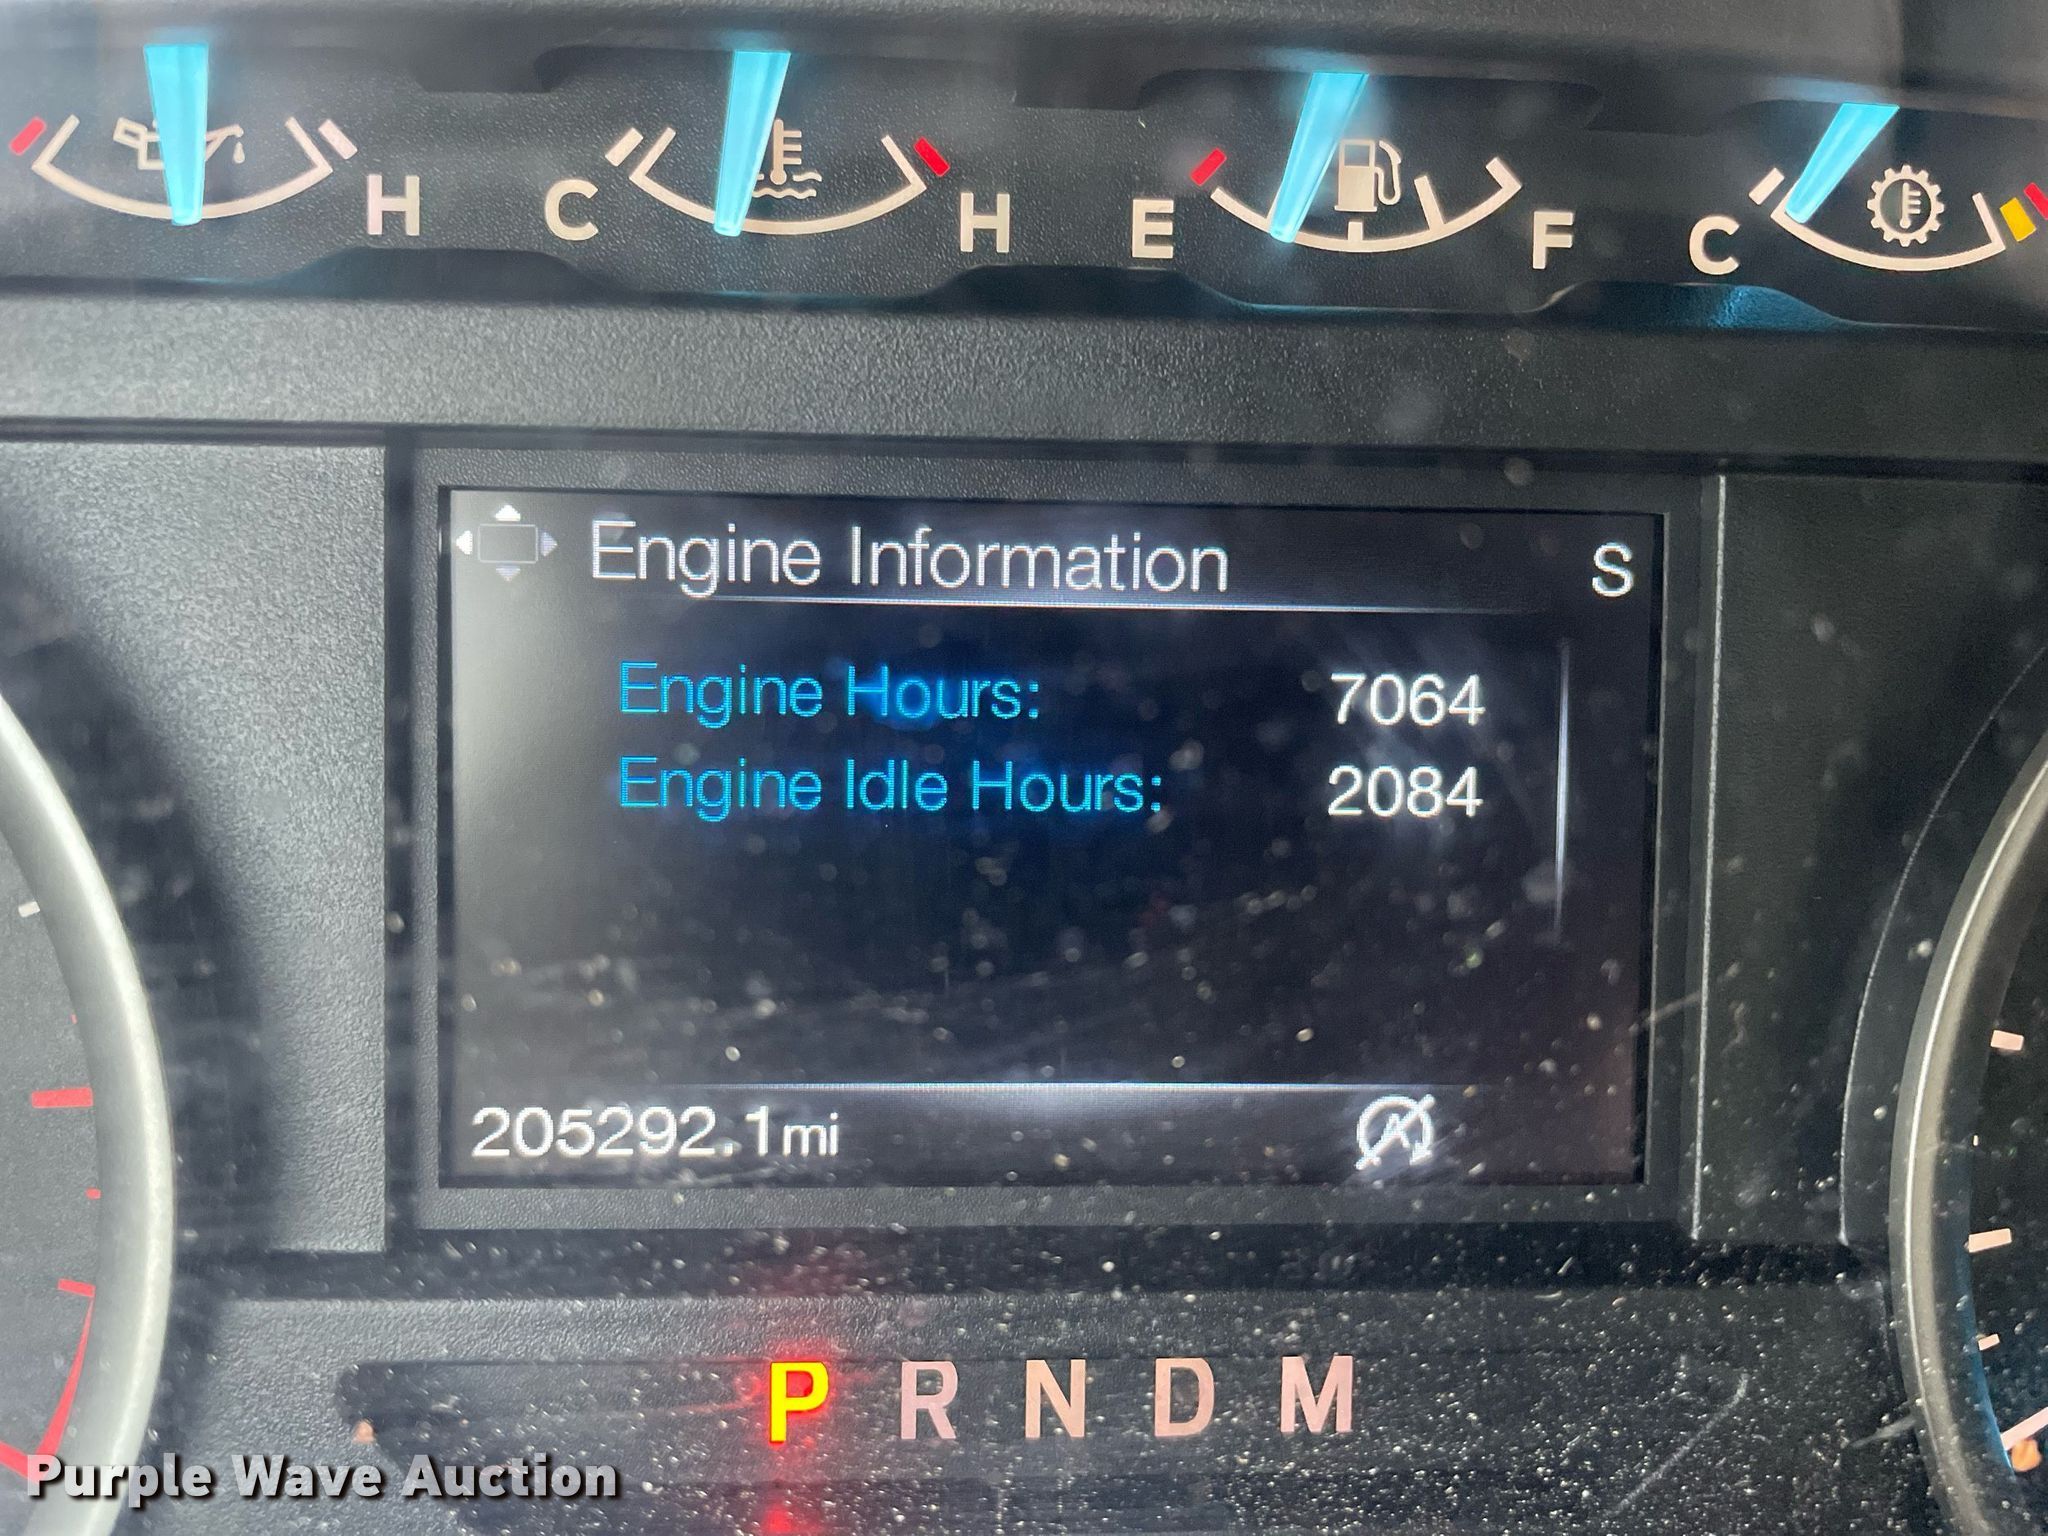 H C H E F C
Engine Information S
Engine Hours: 7064
Engine Idle Hours: 2084
205292.1mi
P R N D M
Purple Wave Auction